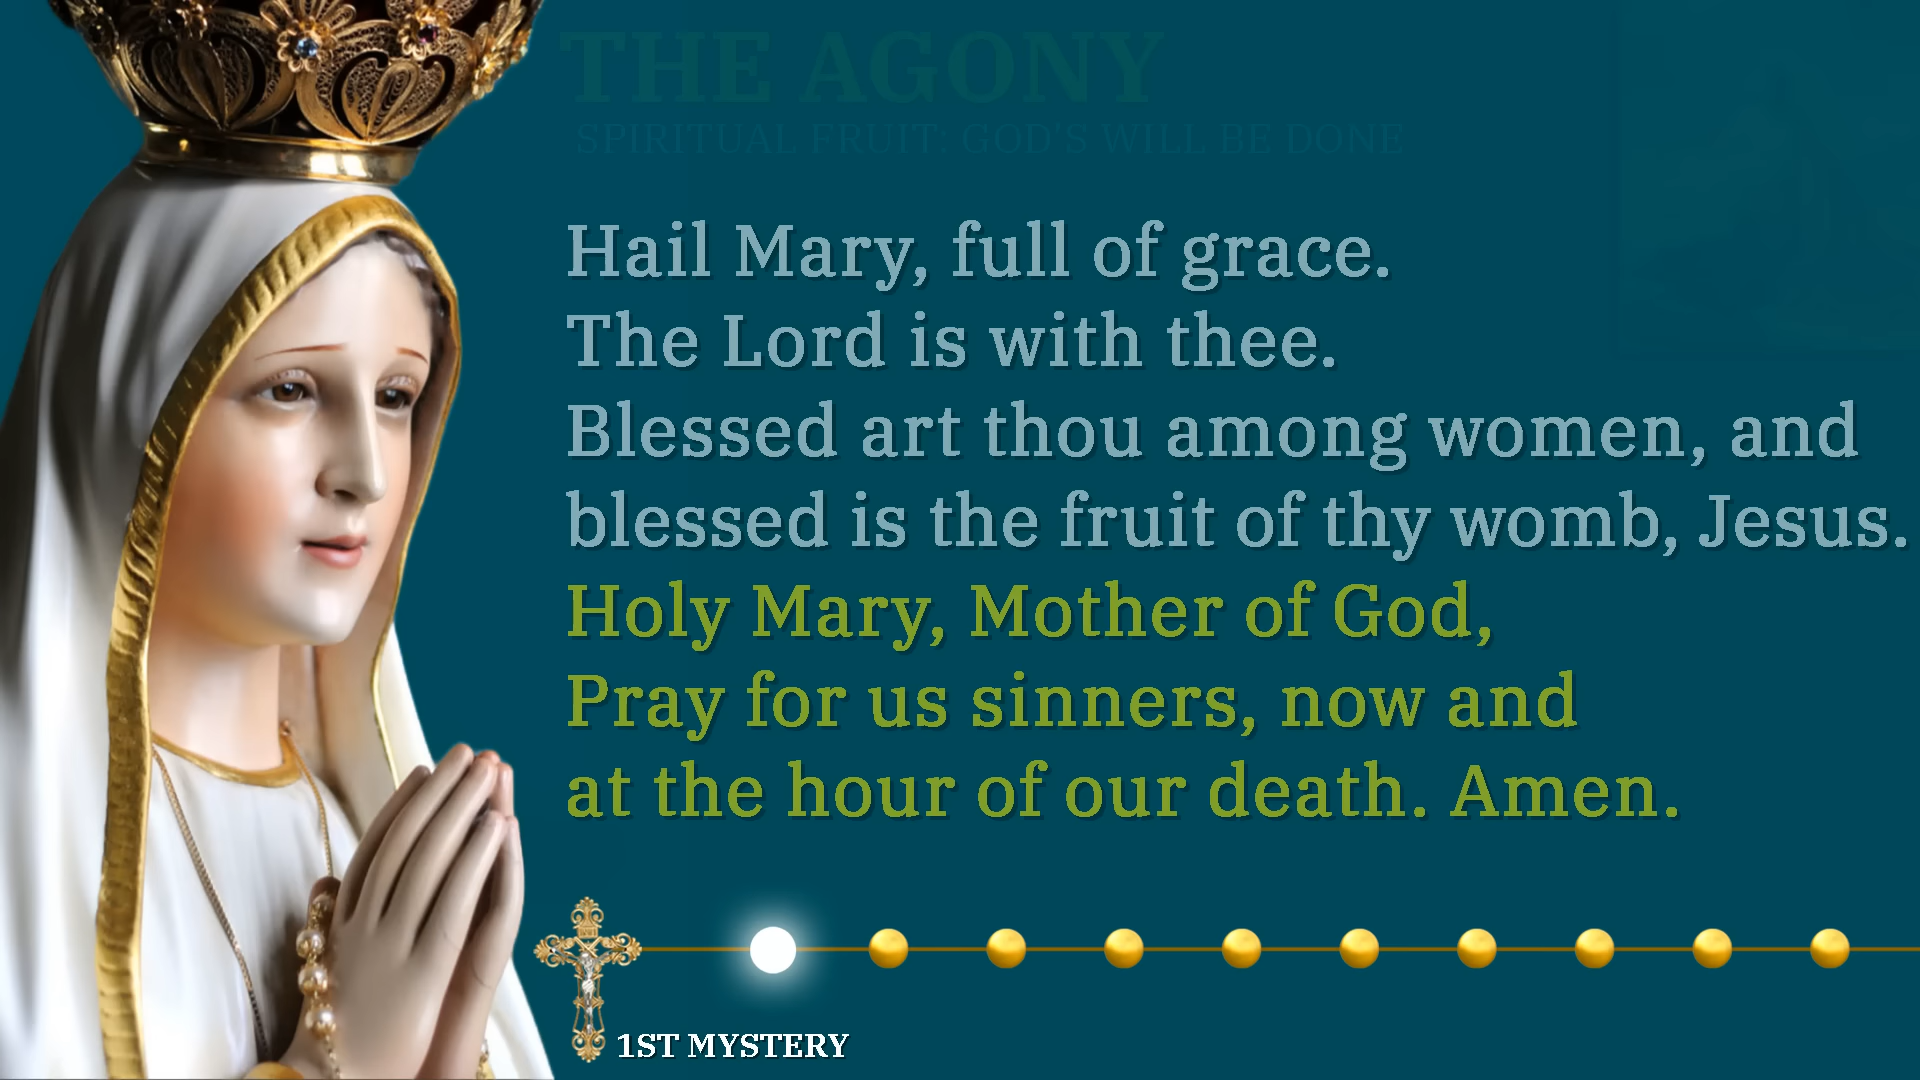 THE AGONY
SPIRITUAL FRUIT: GOD'S WILL BE DONE
Hail Mary, full of grace.
The Lord is with thee.
Blessed art thou among women, and
blessed is the fruit of thy womb, Jesus.
Holy Mary, Mother of God,
Pray for us sinners, now and
at the hour of our death. Amen.
1ST MYSTERY